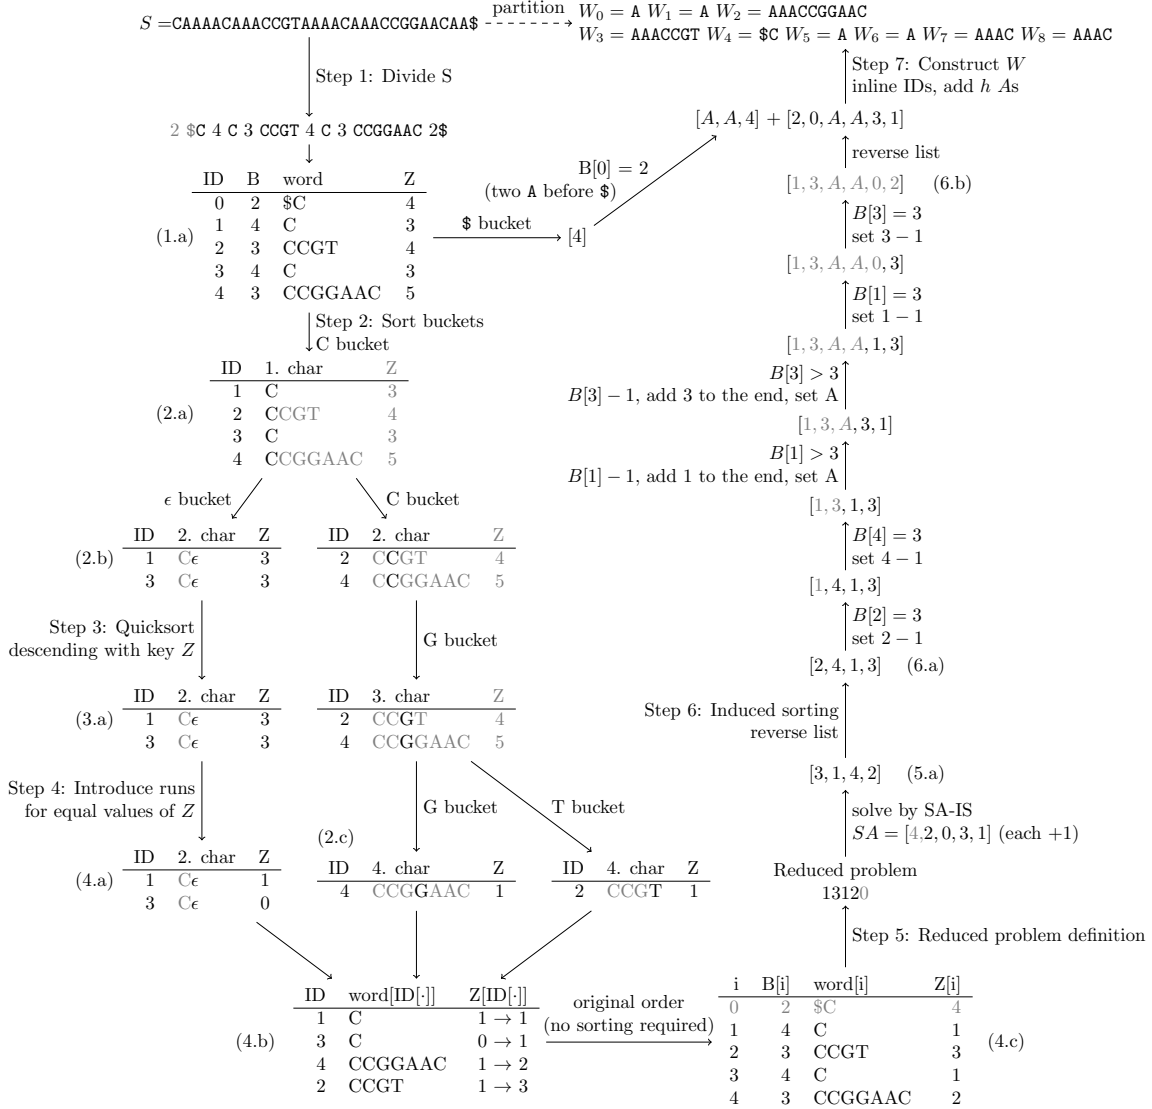 S =CAAAACAAACCGTAAAACAAACCGGAACAA$
partition
W0 = A W1 = A W2 = AAACCGGAAC
W3 = AAACCGT W4 = $C W5 = A W6 = A W7 = AAAC W8 = AAAC
Step 1: Divide S
Step 7: Construct W
inline IDs, add h As
2 $C 4 C 3 CCGT 4 C 3 CCGGAAC 2$
[A, A, 4] + [2, 0, A, A, 3, 1]
reverse list
ID B word Z
0 2 $C 4
1 4 C 3
2 3 CCGT 4
3 4 C 3
4 3 CCGGAAC 5
(1.a)
$ bucket
[4]
B[0] = 2
(two A before $)
[1, 3, A, A, 0, 2] (6.b)
B[3] = 3
set 3 − 1
[1, 3, A, A, 0, 3]
B[1] = 3
set 1 − 1
[1, 3, A, A, 1, 3]
Step 2: Sort buckets
C bucket
ID 1. char Z
1 C 3
2 CCGT 4
3 C 3
4 CCGGAAC 5
(2.a)
B[3] > 3
B[3] − 1, add 3 to the end, set A
[1, 3, A, 3, 1]
B[1] > 3
B[1] − 1, add 1 to the end, set A
[1, 3, 1, 3]
ϵ bucket
C bucket
(2.b)
ID 2. char Z
1 Cϵ 3
3 Cϵ 3
ID 2. char Z
2 CCGT 4
4 CCGGAAC 5
B[4] = 3
set 4 − 1
[1, 4, 1, 3]
B[2] = 3
set 2 − 1
[2, 4, 1, 3] (6.a)
Step 3: Quicksort
descending with key Z
G bucket
(3.a)
ID 2. char Z
1 Cϵ 3
3 Cϵ 3
ID 3. char Z
2 CCGT 4
4 CCGGAAC 5
Step 6: Induced sorting
reverse list
[3, 1, 4, 2] (5.a)
Step 4: Introduce runs
for equal values of Z
G bucket
T bucket
solve by SA-IS
SA = [4,2, 0, 3, 1] (each +1)
(2.c)
(4.a)
ID 2. char Z
1 Cϵ 1
3 Cϵ 0
ID 4. char Z
4 CCGGAAC 1
ID 4. char Z
2 CCGT 1
Reduced problem
13120
Step 5: Reduced problem definition
(4.b)
ID word[ID[·]] Z[ID[·]]
1 C 1 → 1
3 C 0 → 1
4 CCGGAAC 1 → 2
2 CCGT 1 → 3
original order
(no sorting required)
i B[i] word[i] Z[i]
0 2 $C 4
1 4 C 1
2 3 CCGT 3
3 4 C 1
4 3 CCGGAAC 2
(4.c)